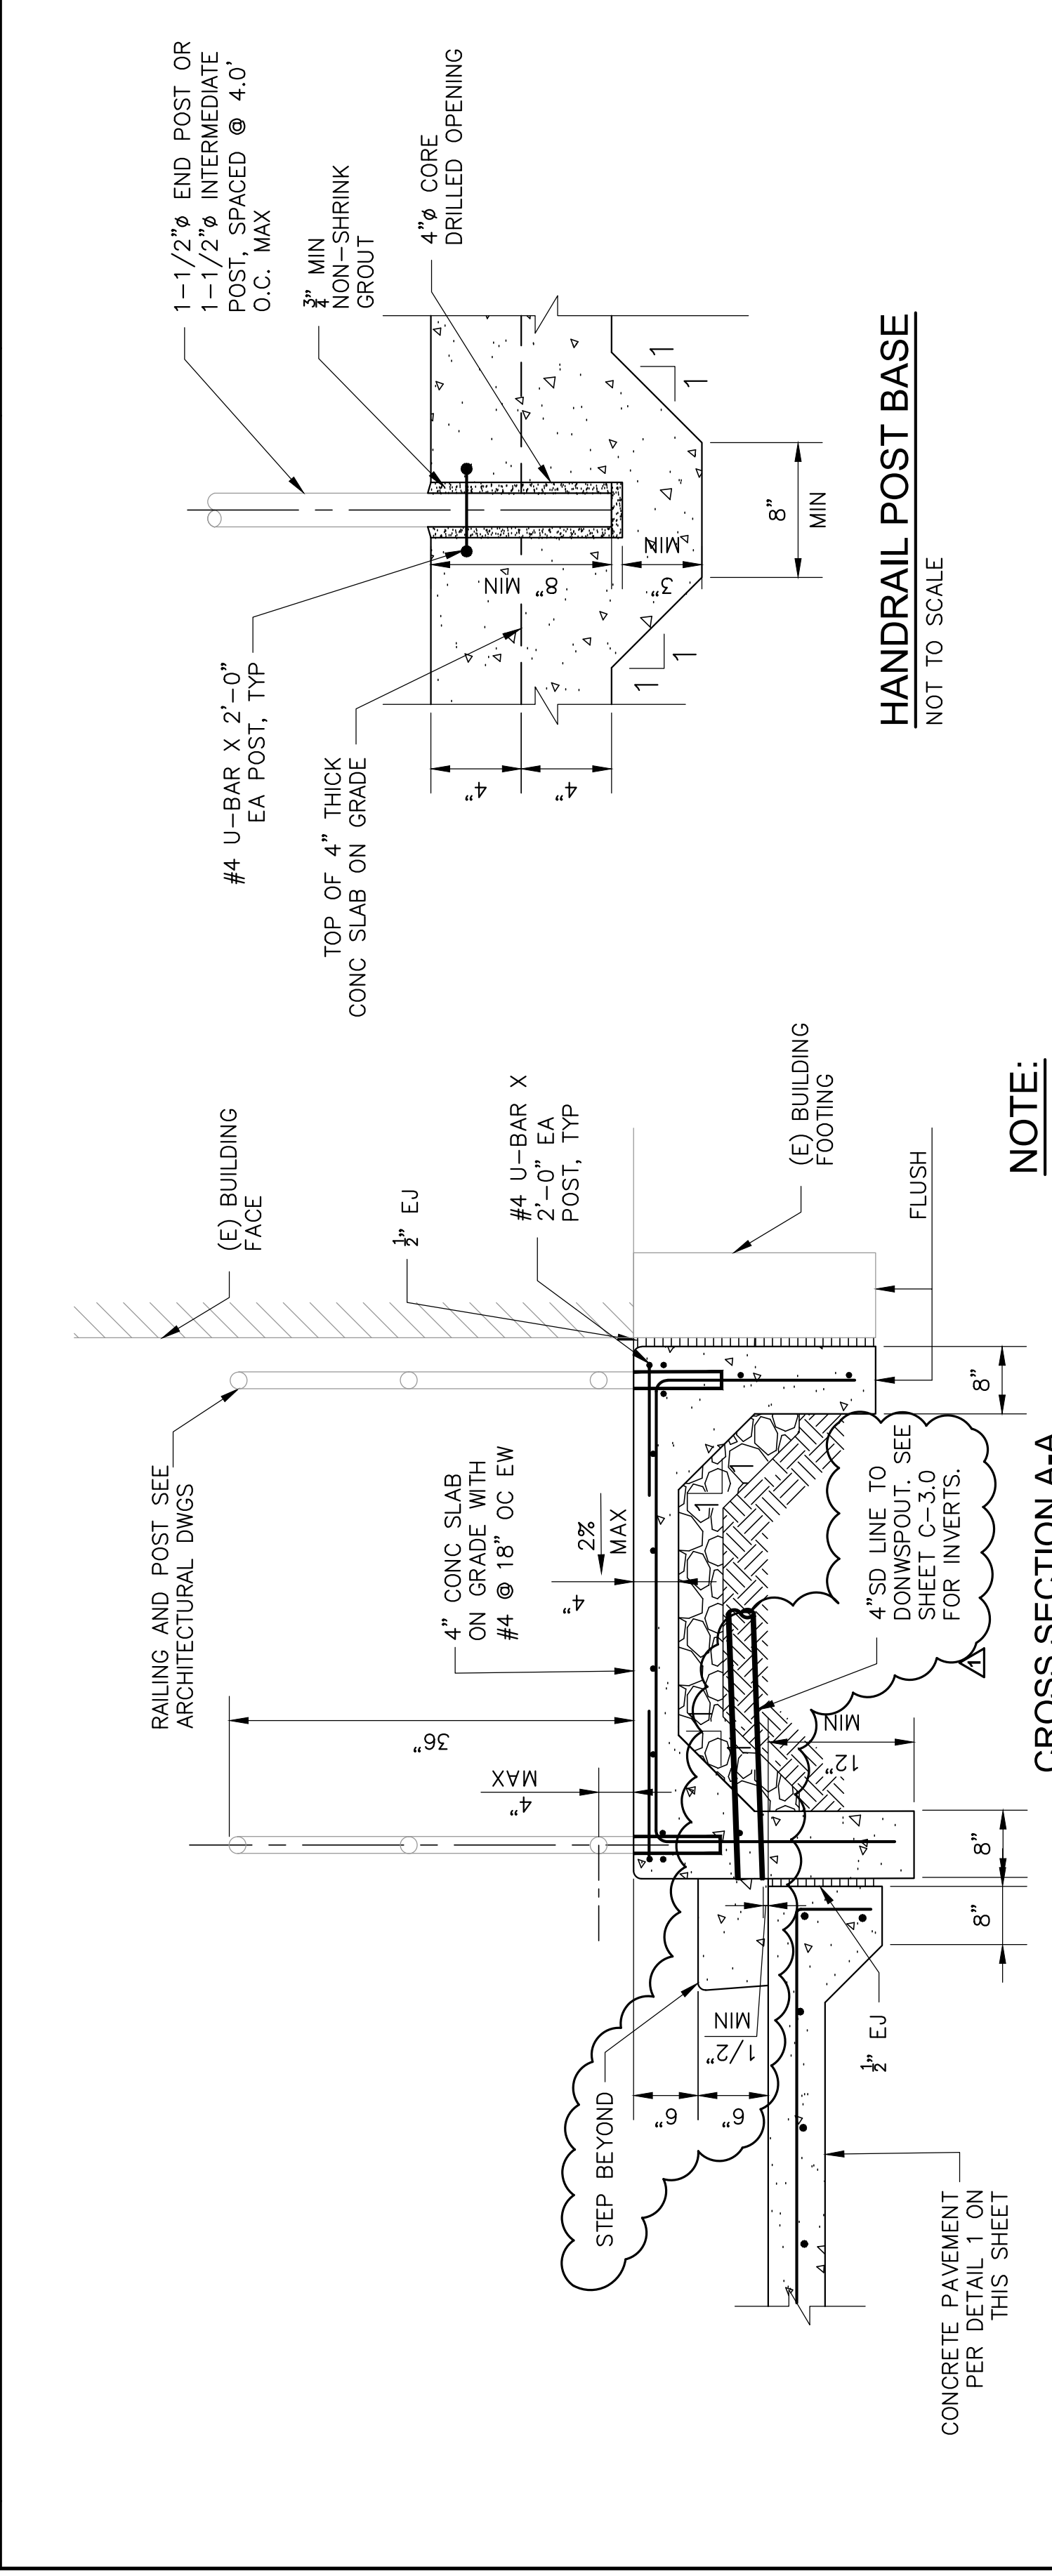 RAILING AND POST SEE
ARCHITECTURAL DWGS
(E) BUILDING
FACE
36"
4"
MAX
4" CONC SLAB
ON GRADE WITH
#4 @ 18" OC EW
2%
MAX
4"
½" EJ
#4 U-BAR X
2'-0" EA
POST, TYP
STEP BEYOND
6"
6"
1/2"
MIN
1
1
1
1
12"
MIN
(E) BUILDING
FOOTING
FLUSH
4"SD LINE TO
DONWSPOUT. SEE
SHEET C-3.0
FOR INVERTS.
1
½" EJ
8"
8"
8"
CONCRETE PAVEMENT
PER DETAIL 1 ON
THIS SHEET
CROSS SECTION A-A
NOTE:
1-1/2"ø END POST OR
1-1/2"ø INTERMEDIATE
POST, SPACED @ 4.0'
O.C. MAX
¾" MIN
NON-SHRINK
GROUT
4"ø CORE
DRILLED OPENING
#4 U-BAR X 2'-0"
EA POST, TYP
TOP OF 4" THICK
CONC SLAB ON GRADE
4"
4"
8" MIN
3"
MIN
1
1
1
1
8"
MIN
HANDRAIL POST BASE
NOT TO SCALE